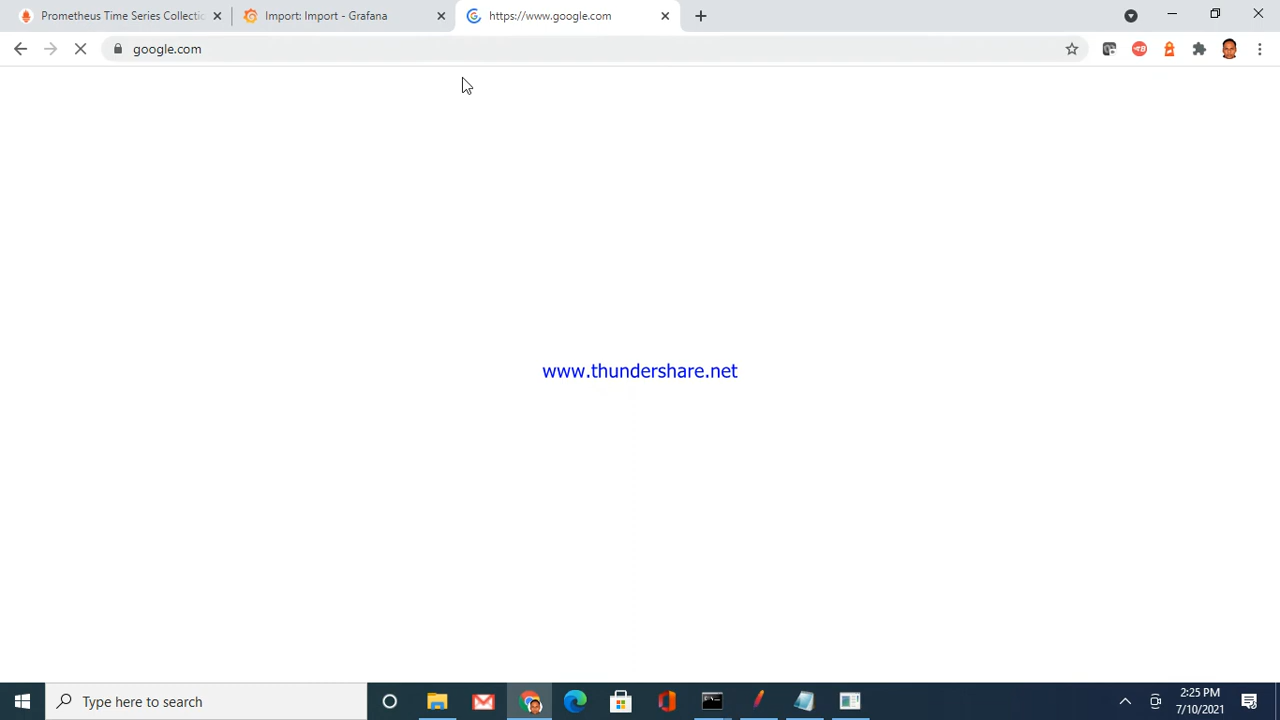 Prometheus Time Series Collectio
Import: Import - Grafana
https://www.google.com
google.com
www.thundershare.net
Type here to search
2:25 PM
7/10/2021